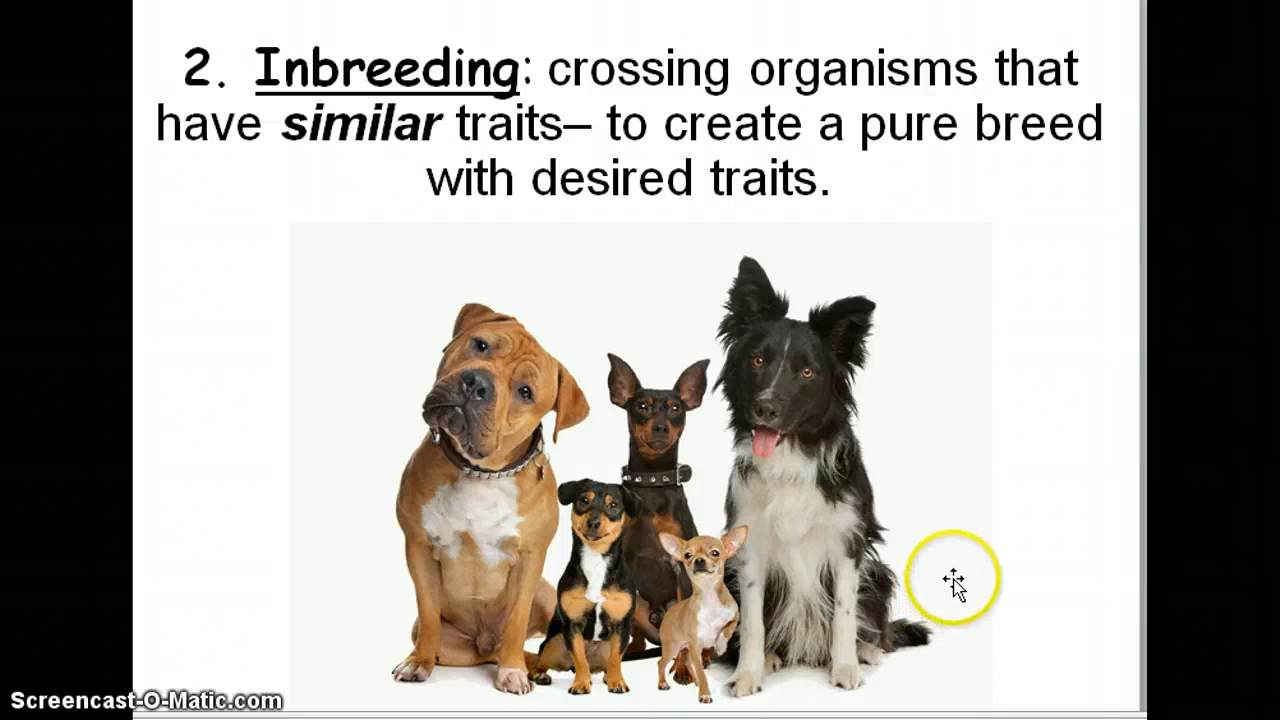 2. Inbreeding: crossing organisms that
have similar traits– to create a pure breed
with desired traits.
Screencast-O-Matic.com